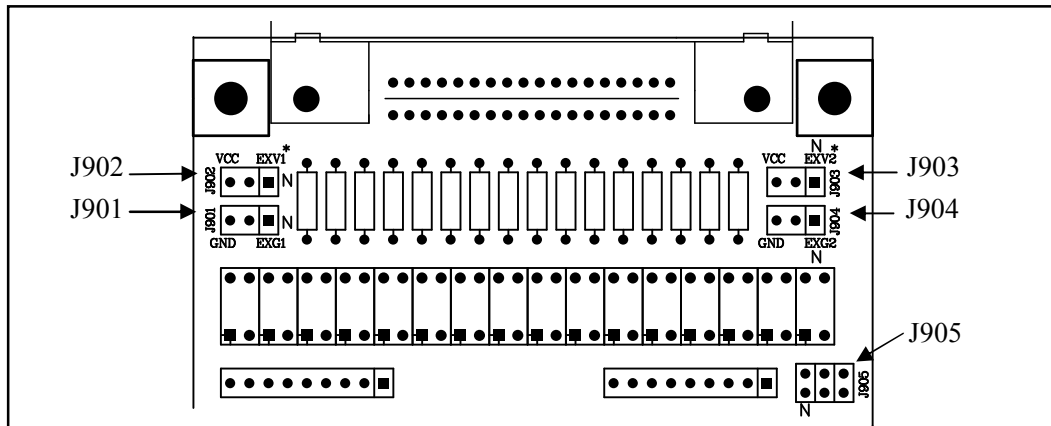 N
VCC EXV1 *
J902 J902 N
J901 J901 N
GND EXG1
VCC EXV2 *
J903 J903
J904 J904
GND EXG2
N
J905
J905
N